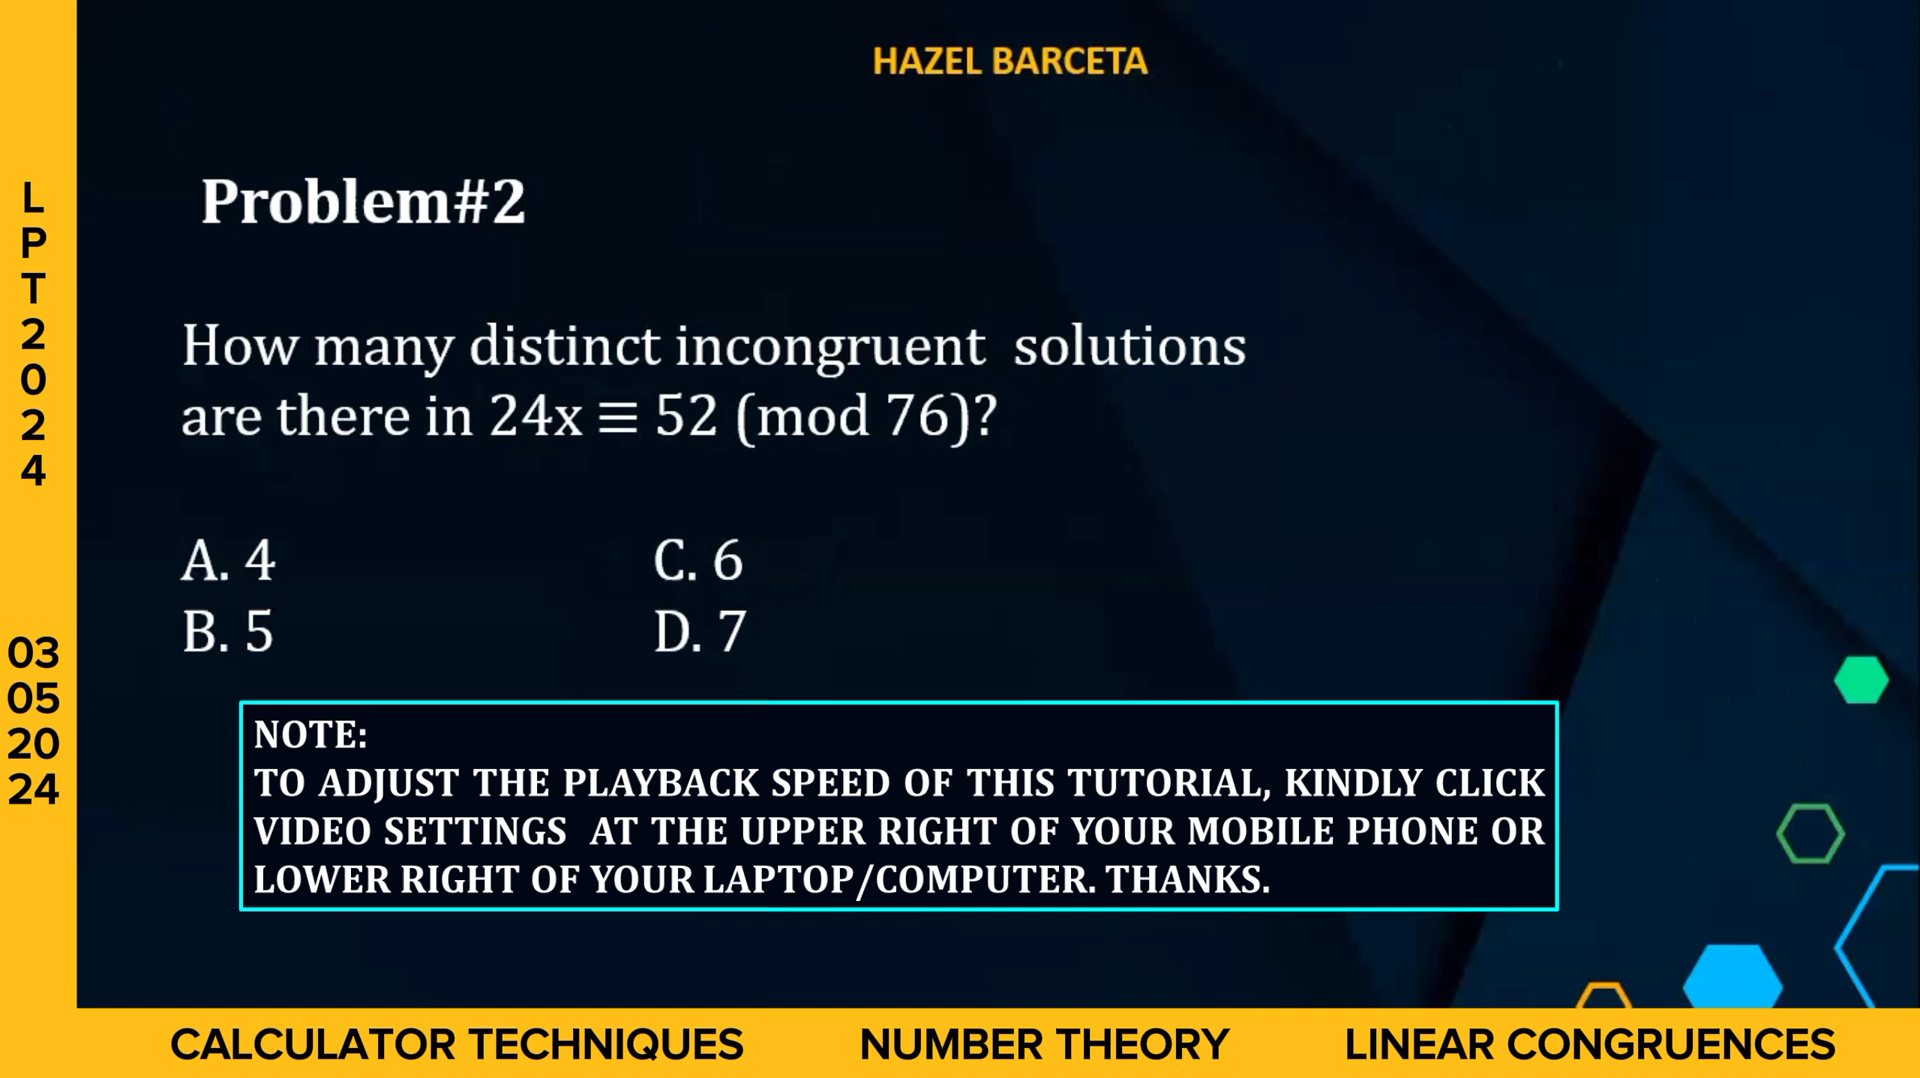 HAZEL BARCETA
L
P
T
2
0
2
4
03
05
20
24
Problem#2
How many distinct incongruent solutions
are there in 24x ≡ 52 (mod 76)?
A. 4
B. 5
C. 6
D. 7
NOTE:
TO ADJUST THE PLAYBACK SPEED OF THIS TUTORIAL, KINDLY CLICK
VIDEO SETTINGS AT THE UPPER RIGHT OF YOUR MOBILE PHONE OR
LOWER RIGHT OF YOUR LAPTOP/COMPUTER. THANKS.
CALCULATOR TECHNIQUES NUMBER THEORY LINEAR CONGRUENCES